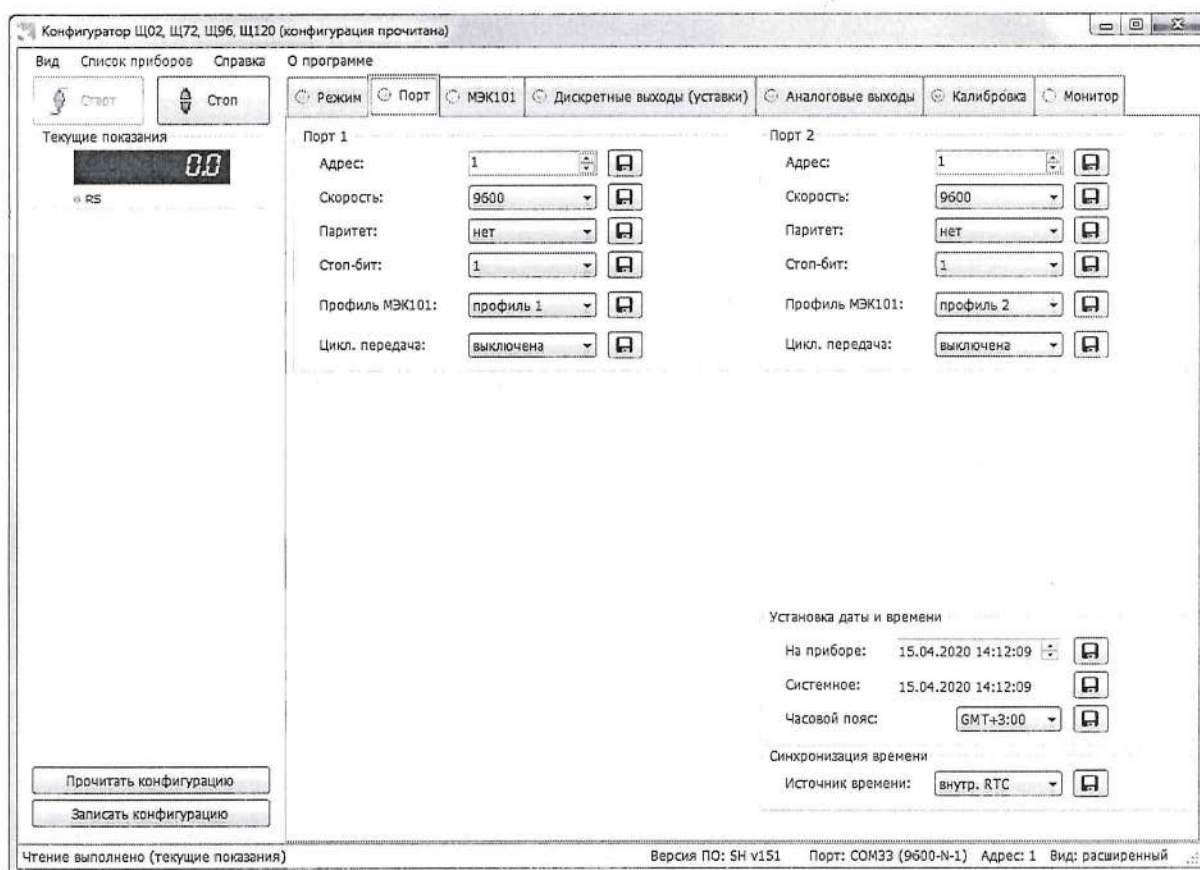 Конфигуратор Щ02, Щ72, Щ96, Щ120 (конфигурация прочитана)
Вид Список приборов Справка О программе
Старт Стоп
Режим Порт МЭК101 Дискретные выходы (уставки) Аналоговые выходы Калибровка Монитор
Текущие показания
0.0
RS
Порт 1
Адрес: 1
Скорость: 9600
Паритет: нет
Стоп-бит: 1
Профиль МЭК101: профиль 1
Цикл. передача: выключена
Порт 2
Адрес: 1
Скорость: 9600
Паритет: нет
Стоп-бит: 1
Профиль МЭК101: профиль 2
Цикл. передача: выключена
Установка даты и времени
На приборе: 15.04.2020 14:12:09
Системное: 15.04.2020 14:12:09
Часовой пояс: GMT+3:00
Синхронизация времени
Источник времени: внутр. RTC
Прочитать конфигурацию
Записать конфигурацию
Чтение выполнено (текущие показания) Версия ПО: SH v151 Порт: COM33 (9600-N-1) Адрес: 1 Вид: расширенный